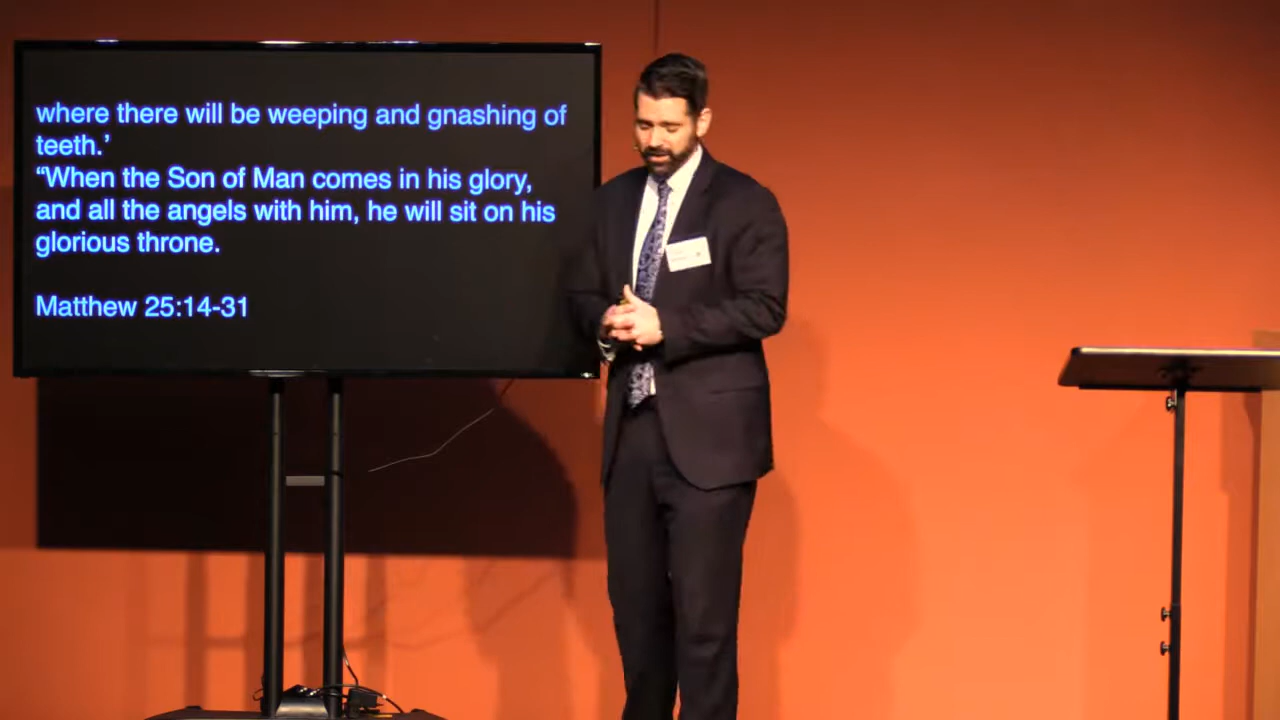 where there will be weeping and gnashing of
teeth.’
“When the Son of Man comes in his glory,
and all the angels with him, he will sit on his
glorious throne.
Matthew 25:14-31